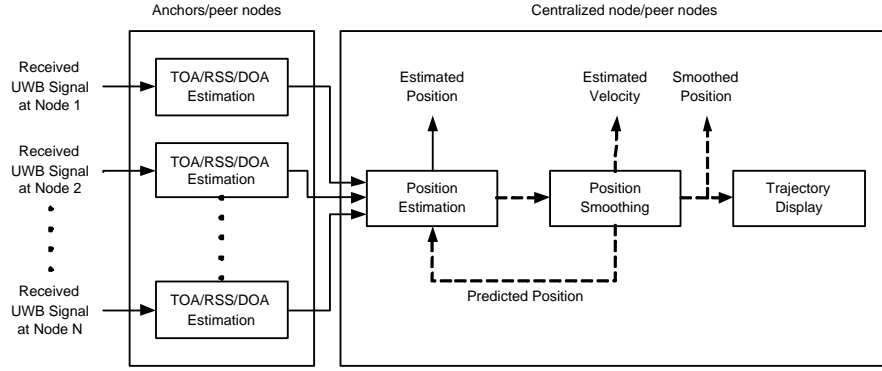 Anchors/peer nodes
Centralized node/peer nodes
Received
UWB Signal
at Node 1
TOA/RSS/DOA
Estimation
Estimated
Position
Estimated
Velocity
Smoothed
Position
Received
UWB Signal
at Node 2
TOA/RSS/DOA
Estimation
Position
Estimation
Position
Smoothing
Trajectory
Display
Predicted Position
Received
UWB Signal
at Node N
TOA/RSS/DOA
Estimation